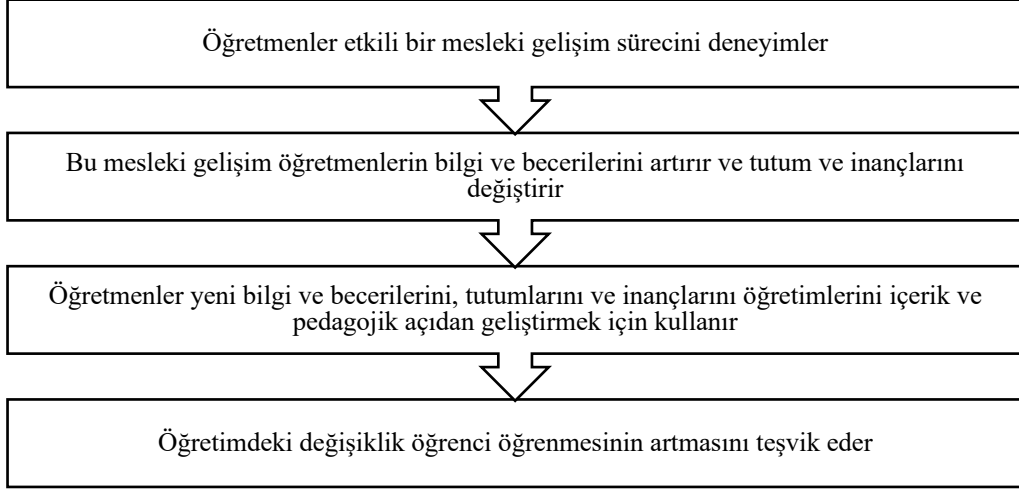 Öğretmenler etkili bir mesleki gelişim sürecini deneyimler
Bu mesleki gelişim öğretmenlerin bilgi ve becerilerini artırır ve tutum ve inançlarını
değiştirir
Öğretmenler yeni bilgi ve becerilerini, tutumlarını ve inançlarını öğretimlerini içerik ve
pedagojik açıdan geliştirmek için kullanır
Öğretimdeki değişiklik öğrenci öğrenmesinin artmasını teşvik eder